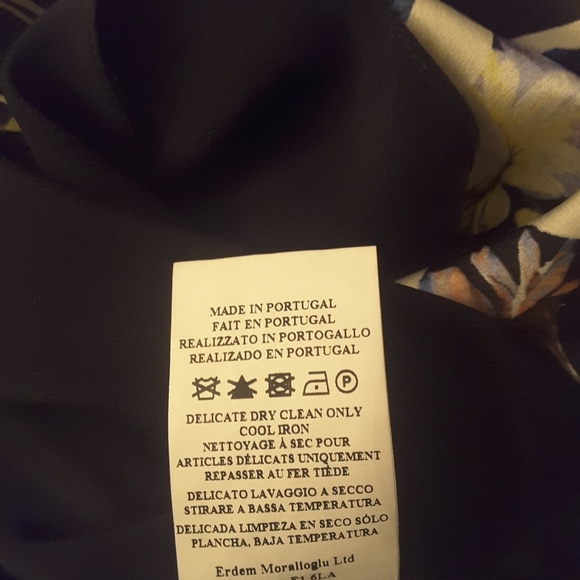 MADE IN PORTUGAL
FAIT EN PORTUGAL
REALIZZATO IN PORTOGALLO
REALIZADO EN PORTUGAL
P
DELICATE DRY CLEAN ONLY
COOL IRON
NETTOYAGE À SEC POUR
ARTICLES DÉLICATS UNIQUEMENT
REPASSER AU FER TIÈDE
DELICATO LAVAGGIO A SECCO
STIRARE A BASSA TEMPERATURA
DELICADA LIMPIEZA EN SECO SÓLO
PLANCHA, BAJA TEMPERATURA
Erdem Moralioglu Ltd
E1 6LA